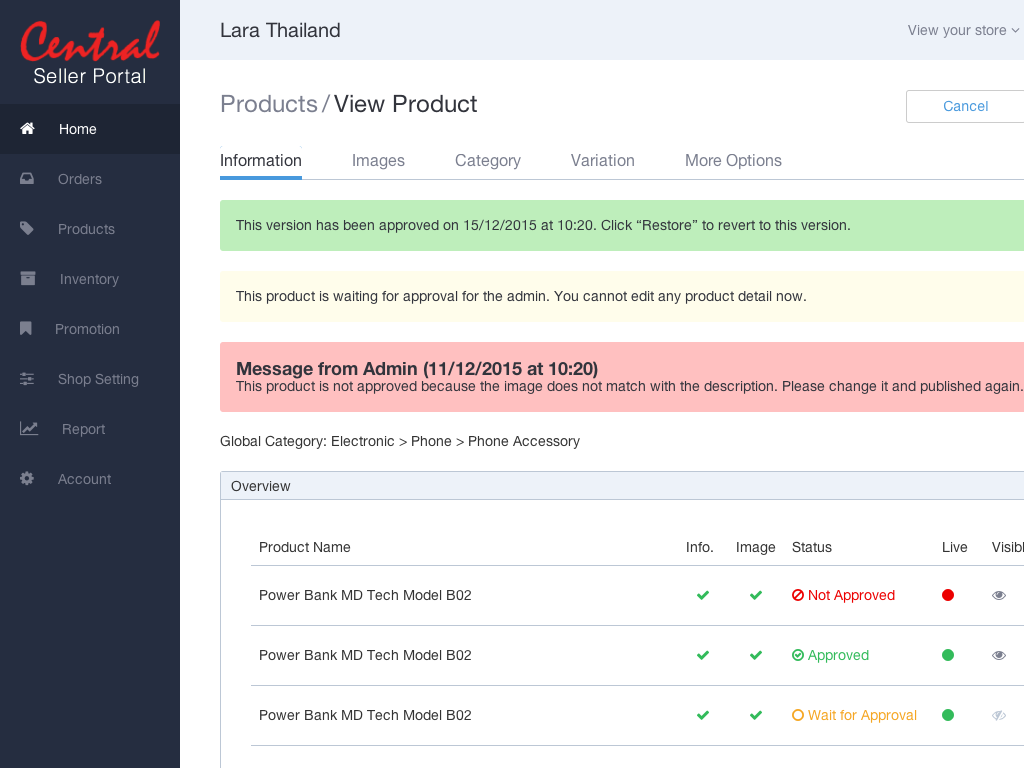 Central
Seller Portal
Home
Orders
Products
Inventory
Promotion
Shop Setting
Report
Account
Lara Thailand
View your store
Products / View Product
Cancel
Information Images Category Variation More Options
This version has been approved on 15/12/2015 at 10:20. Click “Restore” to revert to this version.
This product is waiting for approval for the admin. You cannot edit any product detail now.
Message from Admin (11/12/2015 at 10:20)
This product is not approved because the image does not match with the description. Please change it and published again.
Global Category: Electronic > Phone > Phone Accessory
Overview
Product Name Info. Image Status Live
Power Bank MD Tech Model B02 Not Approved
Power Bank MD Tech Model B02 Approved
Power Bank MD Tech Model B02 Wait for Approval